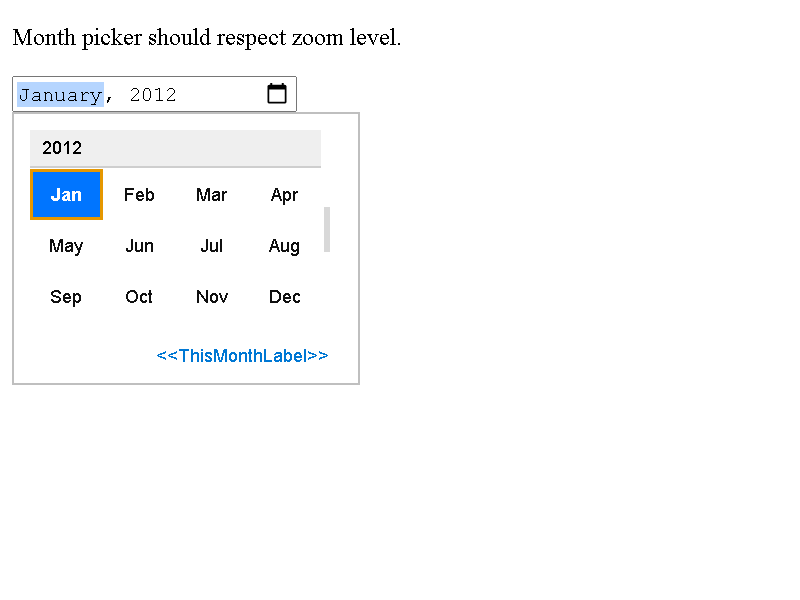 Month picker should respect zoom level.
January, 2012
2012
Jan Feb Mar Apr
May Jun Jul Aug
Sep Oct Nov Dec
<<ThisMonthLabel>>